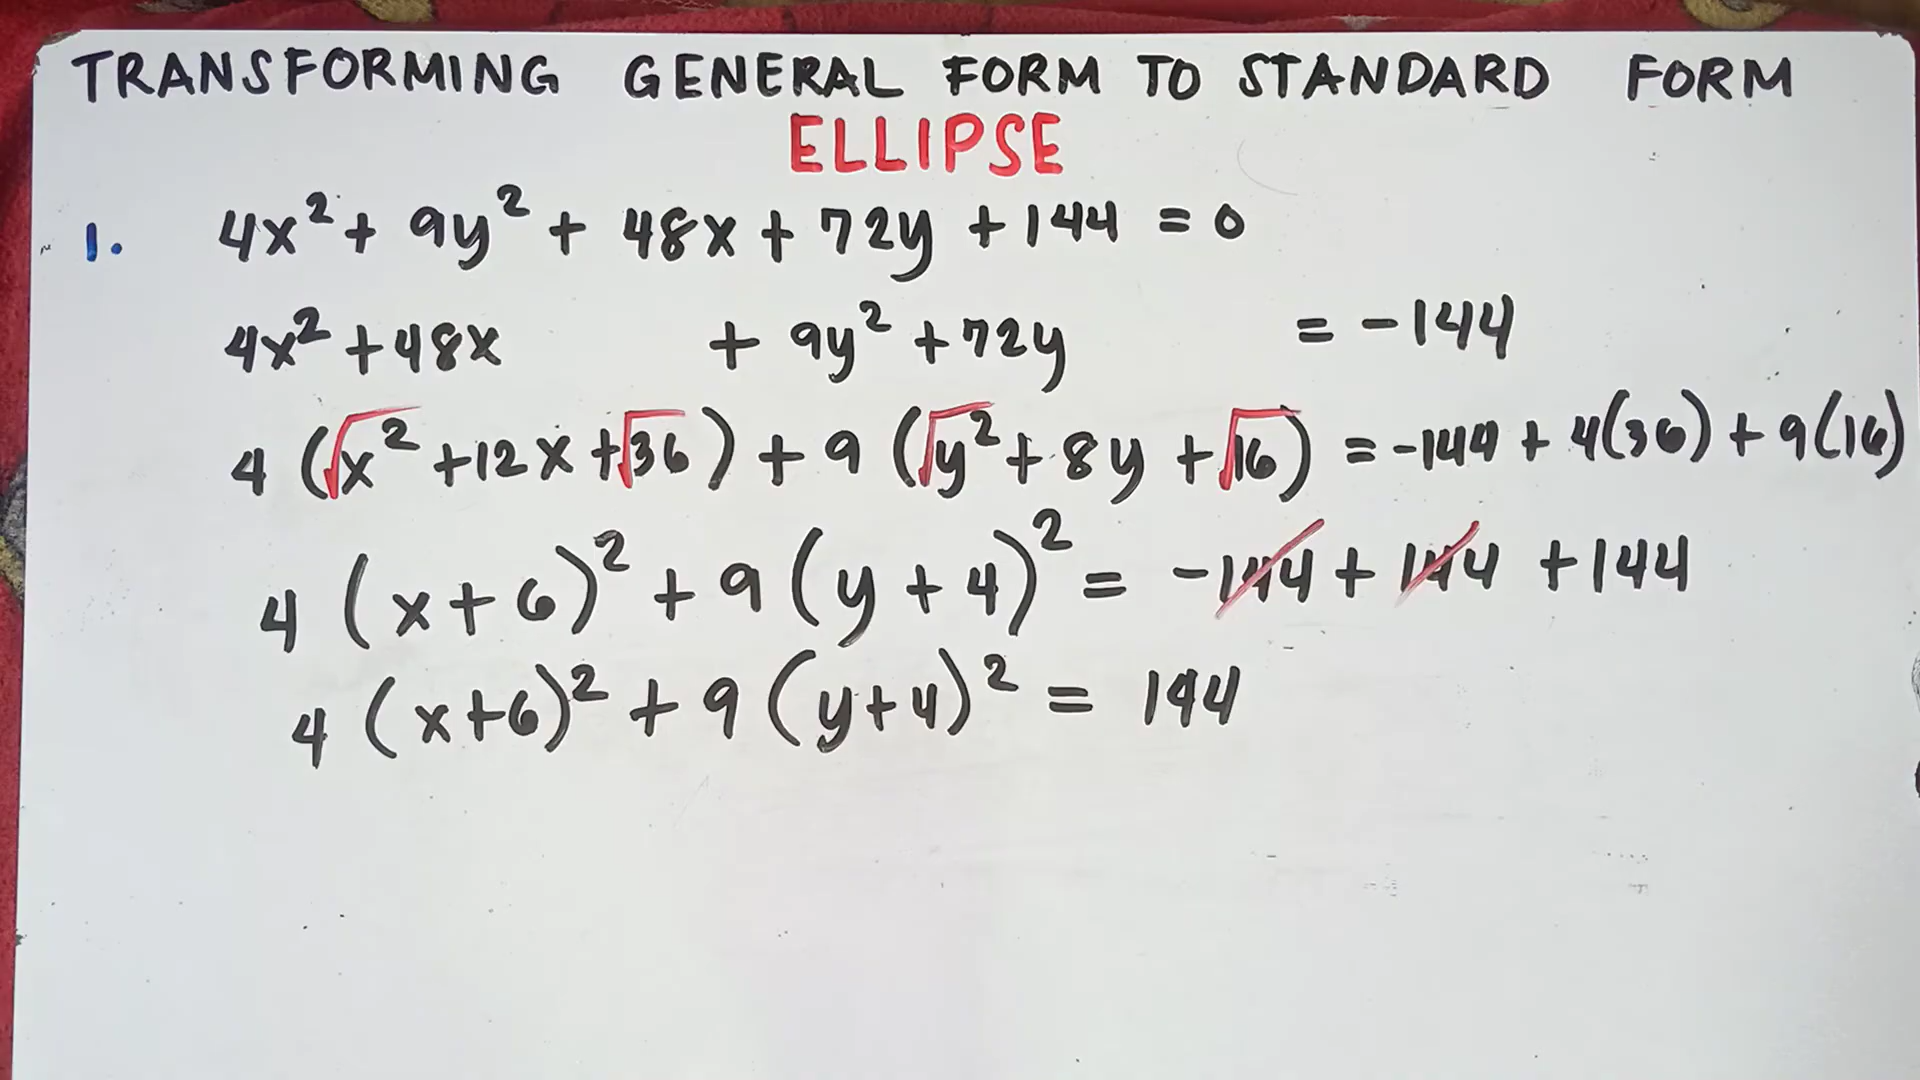 TRANSFORMING GENERAL FORM TO STANDARD FORM
ELLIPSE
1. 4x² + 9y² + 48x + 72y + 144 = 0
4x² + 48x + 9y² + 72y = -144
4 (√x² + 12x + √36) + 9 (√y² + 8y + √16) = -144 + 4(36) + 9(16)
4 (x + 6)² + 9 (y + 4)² = -144 + 144 + 144
4 (x+6)² + 9 (y+4)² = 144